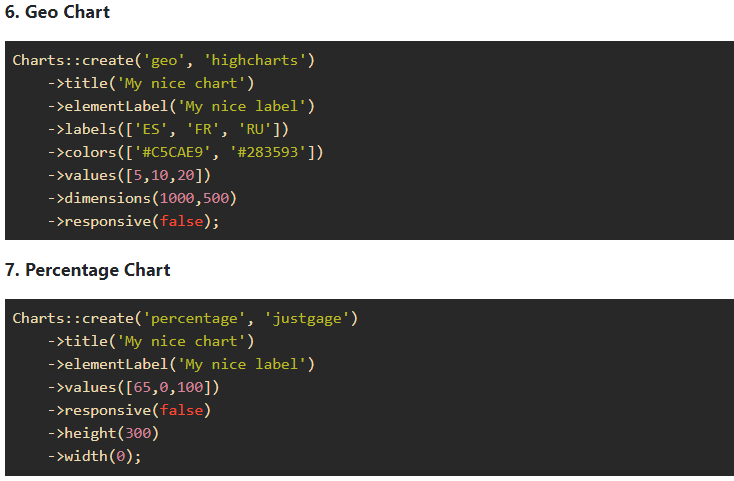 6. Geo Chart
Charts::create('geo', 'highcharts')
    ->title('My nice chart')
    ->elementLabel('My nice label')
    ->labels(['ES', 'FR', 'RU'])
    ->colors(['#C5CAE9', '#283593'])
    ->values([5,10,20])
    ->dimensions(1000,500)
    ->responsive(false);
7. Percentage Chart
Charts::create('percentage', 'justgage')
    ->title('My nice chart')
    ->elementLabel('My nice label')
    ->values([65,0,100])
    ->responsive(false)
    ->height(300)
    ->width(0);